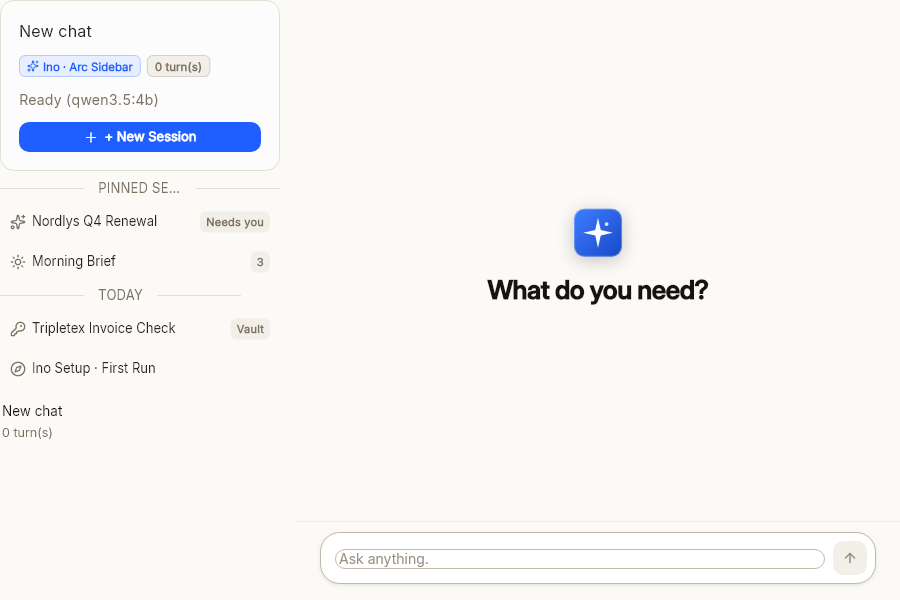 New chat
Ino · Arc Sidebar
0 turn(s)
Ready (qwen3.5:4b)
+ New Session
PINNED SE...
Nordlys Q4 Renewal
Needs you
Morning Brief
3
TODAY
Tripletex Invoice Check
Vault
Ino Setup · First Run
New chat
0 turn(s)
What do you need?
Ask anything.